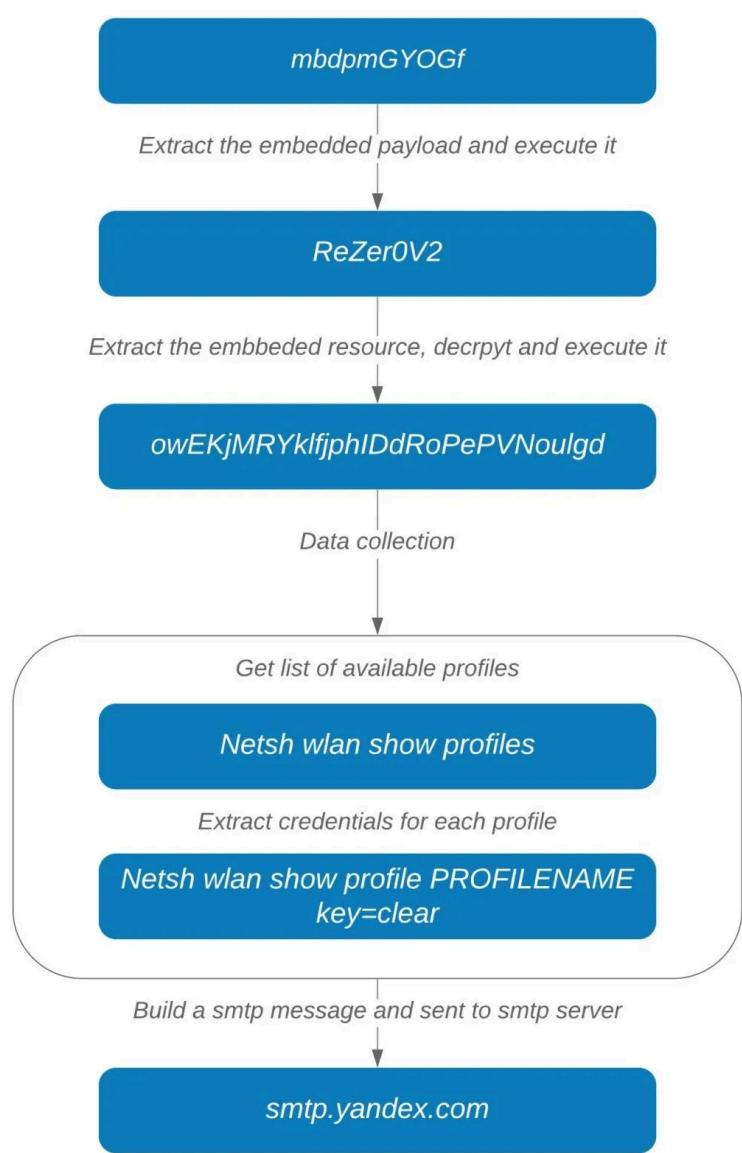 mbdpmGYOGf
Extract the embedded payload and execute it
ReZer0V2
Extract the embbeded resource, decrpyt and execute it
owEKjMRYklfjphIDdRoPePVNoulgd
Data collection
Get list of available profiles
Netsh wlan show profiles
Extract credentials for each profile
Netsh wlan show profile PROFILENAME
key=clear
Build a smtp message and sent to smtp server
smtp.yandex.com